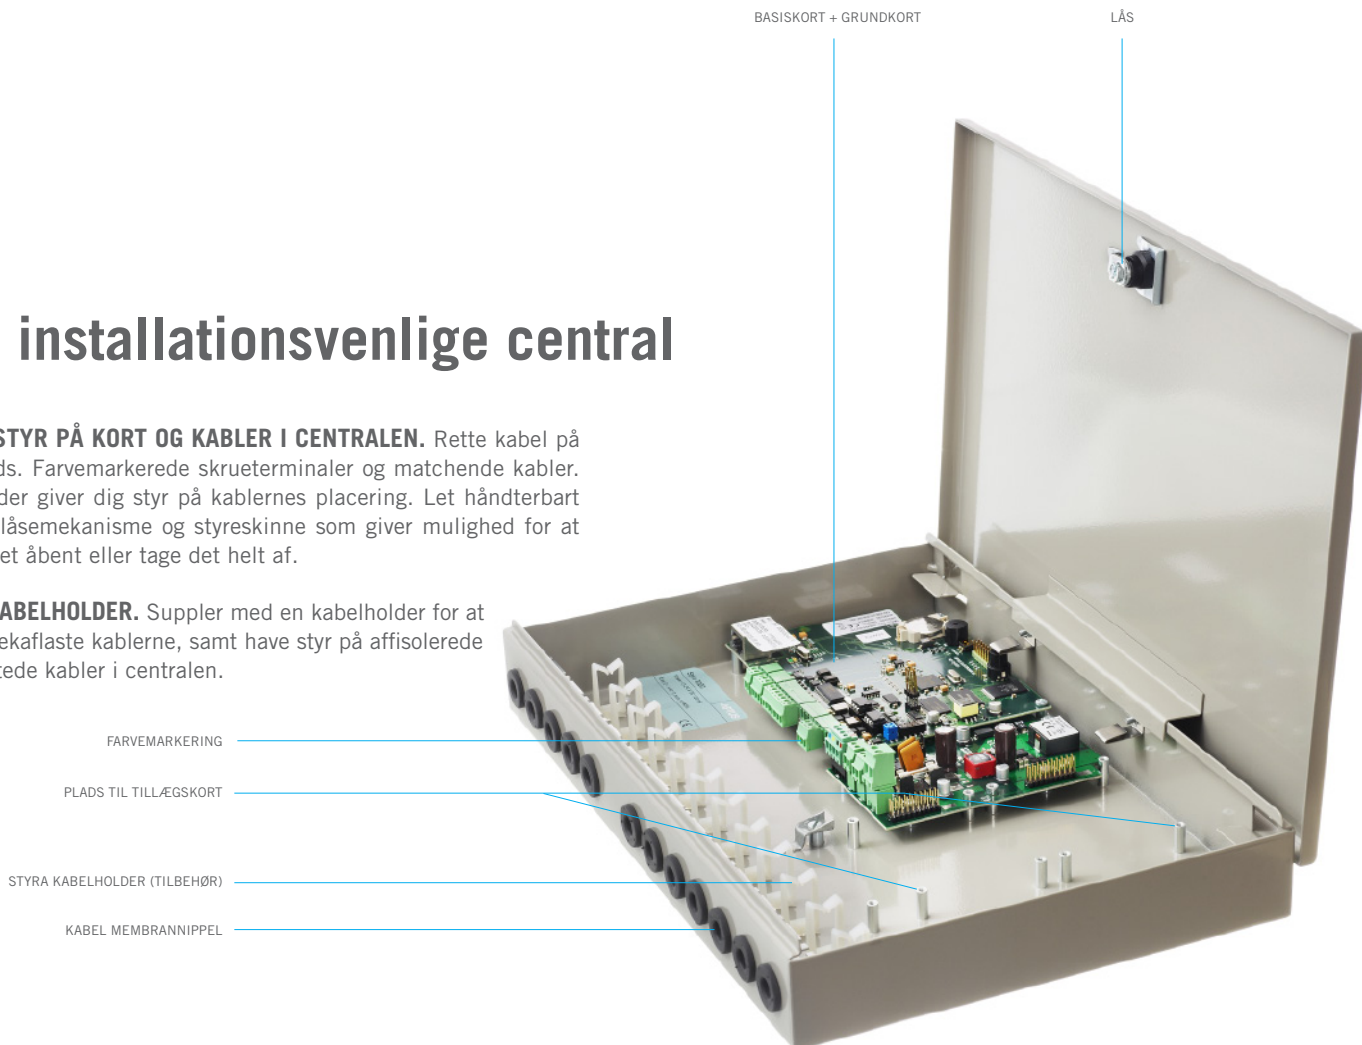 BASISKORT + GRUNDKORT
LÅS
installationsvenlige central
STYR PÅ KORT OG KABLER I CENTRALEN. Rette kabel på
ds. Farvemarkerede skrueterminaler og matchende kabler.
der giver dig styr på kablernes placering. Let håndterbart
låsemekanisme og styreskinne som giver mulighed for at
et åbent eller tage det helt af.
ABELHOLDER. Suppler med en kabelholder for at
ekaflaste kablerne, samt have styr på affisolerede
tede kabler i centralen.
FARVEMARKERING
PLADS TIL TILLÆGSKORT
STYRA KABELHOLDER (TILBEHØR)
KABEL MEMBRANNIPPEL